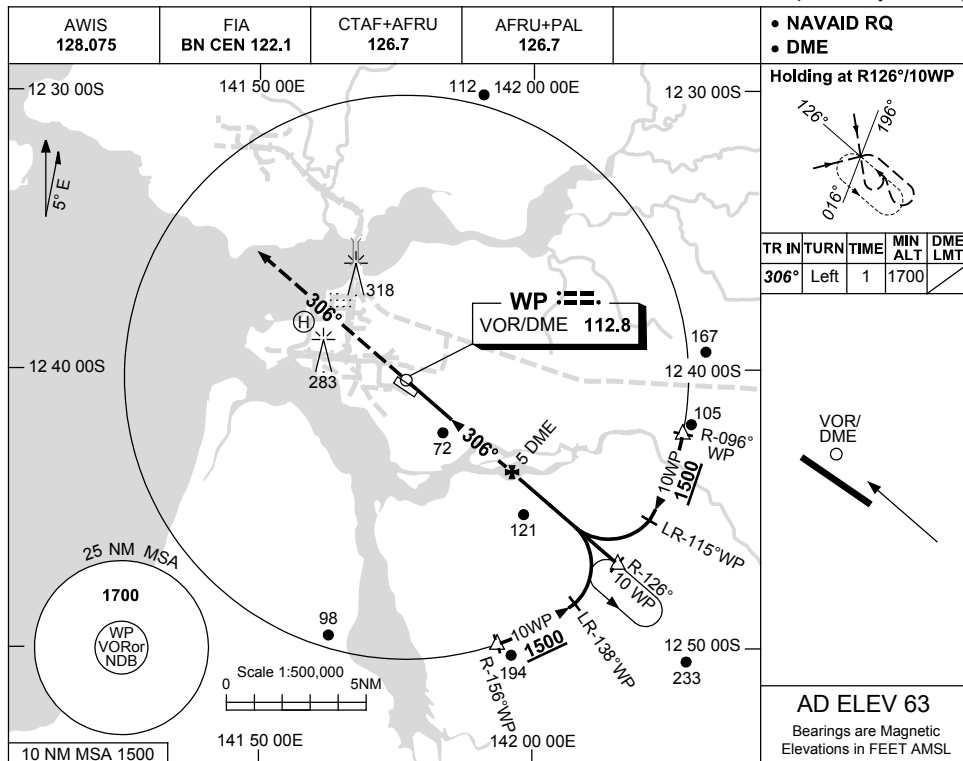 AWIS
128.075
FIA
BN CEN 122.1
CTAF+AFRU
126.7
AFRU+PAL
126.7
• NAVAID RQ
• DME
12 30 00S
141 50 00E
112
142 00 00E
12 30 00S
Holding at R126°/10WP
126°
196°
016°
TR IN
TURN
TIME
MIN
ALT
DME
LMT
306°
Left
1
1700
5° E
318
306°
H
283
WP
VOR/DME 112.8
167
12 40 00S
12 40 00S
105
R-096°
WP
10WP
1500
72
306°
5 DME
121
LR-115°WP
VOR/
DME
R-126°
10 WP
25 NM MSA
1700
WP
VORor
NDB
98
10WP
1500
LR-138°WP
R-156°WP
194
12 50 00S
233
Scale 1:500,000
0
5NM
141 50 00E
142 00 00E
10 NM MSA 1500
AD ELEV 63
Bearings are Magnetic
Elevations in FEET AMSL